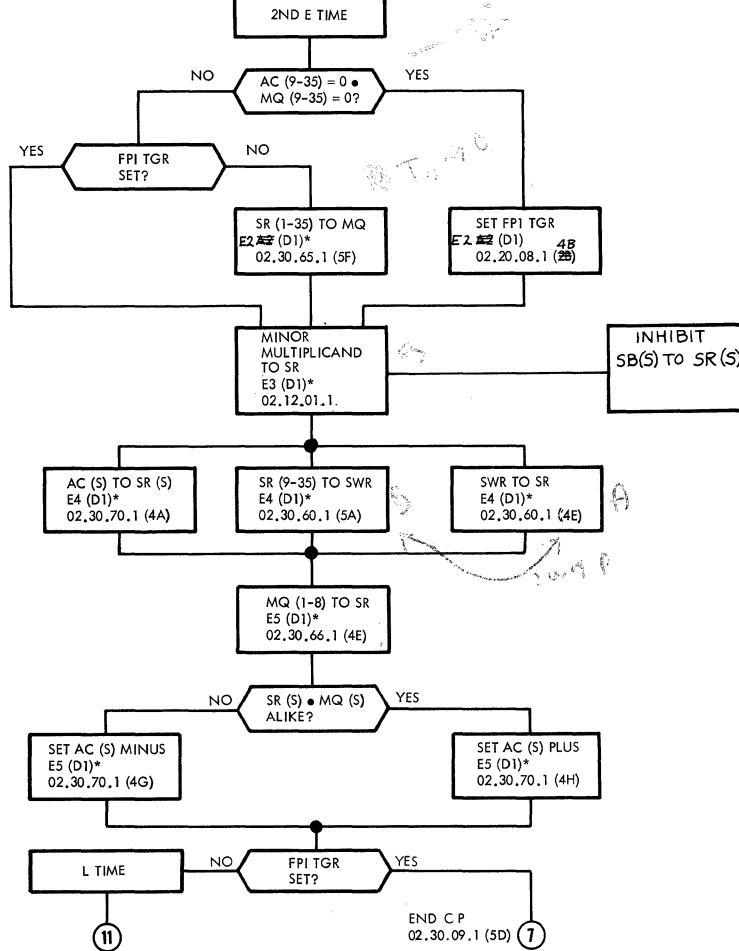 2ND E TIME
NO
AC (9-35) = 0 •
MQ (9-35) = 0?
YES
YES
FPI TGR
SET?
NO
SR (1-35) TO MQ
E2 (D1)*
02.30.65.1 (5F)
SET FPI TGR
E2 (D1)
4B
02.20.08.1
MINOR
MULTIPLICAND
TO SR
E3 (D1)*
02.12.01.1.
INHIBIT
SB(S) TO SR(S)
AC (S) TO SR (S)
E4 (D1)*
02.30.70.1 (4A)
SR (9-35) TO SWR
E4 (D1)*
02.30.60.1 (5A)
SWR TO SR
E4 (D1)*
02.30.60.1 (4E)
A
MQ (1-8) TO SR
E5 (D1)*
02.30.66.1 (4E)
NO
SR (S) • MQ (S)
ALIKE?
YES
SET AC (S) MINUS
E5 (D1)*
02.30.70.1 (4G)
SET AC (S) PLUS
E5 (D1)*
02.30.70.1 (4H)
L TIME
NO
FPI TGR
SET?
YES
11
END C P
02.30.09.1 (5D)
7